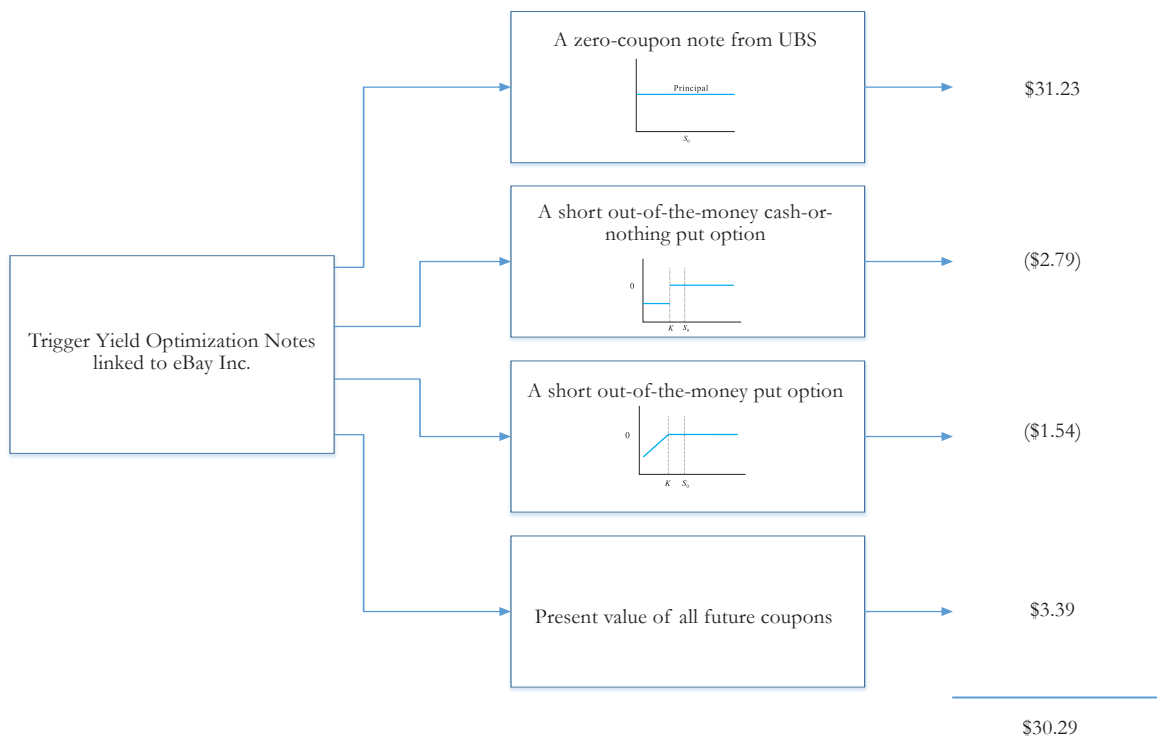 Trigger Yield Optimization Notes
linked to eBay Inc.
A zero-coupon note from UBS
Principal
S₀
$31.23
A short out-of-the-money cash-or-
nothing put option
0
K S₀
($2.79)
A short out-of-the-money put option
0
K S₀
($1.54)
Present value of all future coupons
$3.39
$30.29